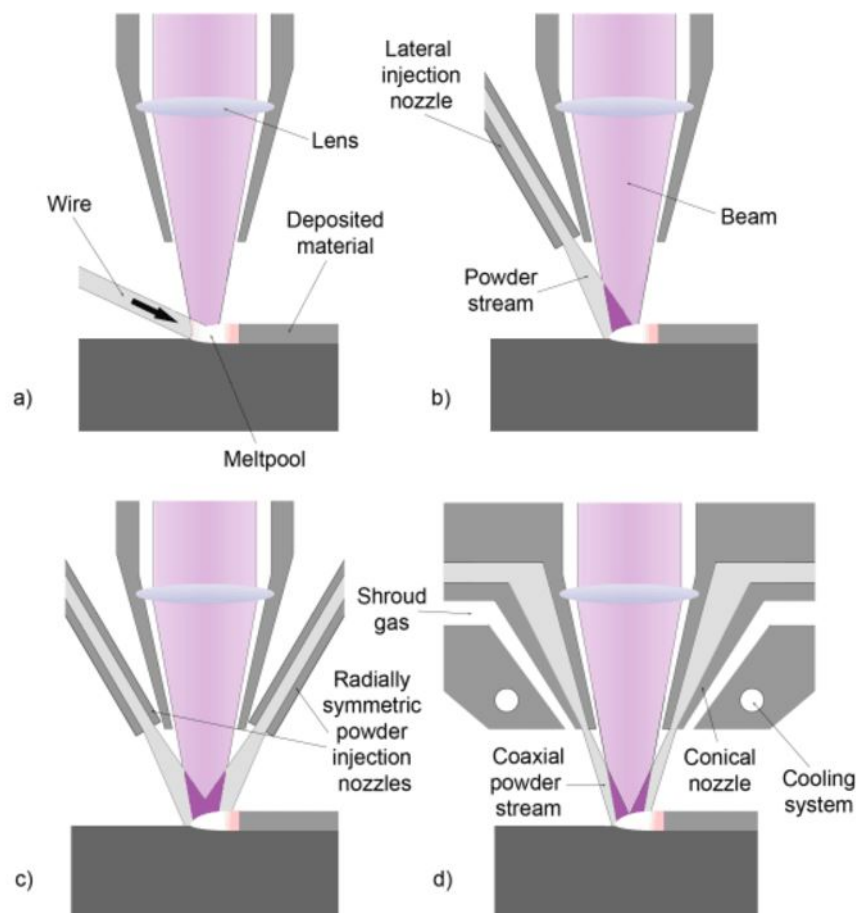 Lens
Wire
Deposited
material
a)
Meltpool
Lateral
injection
nozzle
Beam
Powder
stream
b)
Radially
symmetric
powder
injection
nozzles
c)
Shroud
gas
Coaxial
powder
stream
Conical
nozzle
Cooling
system
d)